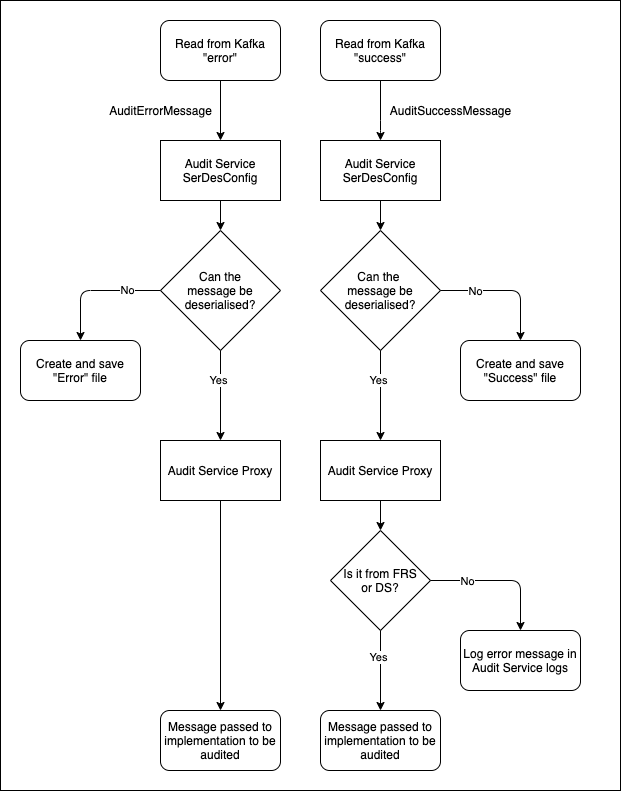 Read from Kafka
"error"
Read from Kafka
"success"
AuditErrorMessage
AuditSuccessMessage
Audit Service
SerDesConfig
Audit Service
SerDesConfig
Can the
message be
deserialised?
Can the
message be
deserialised?
No
No
Create and save
"Error" file
Create and save
"Success" file
Yes
Yes
Audit Service Proxy
Audit Service Proxy
Is it from FRS
or DS?
No
Log error message in
Audit Service logs
Yes
Message passed to
implementation to be
audited
Message passed to
implementation to be
audited